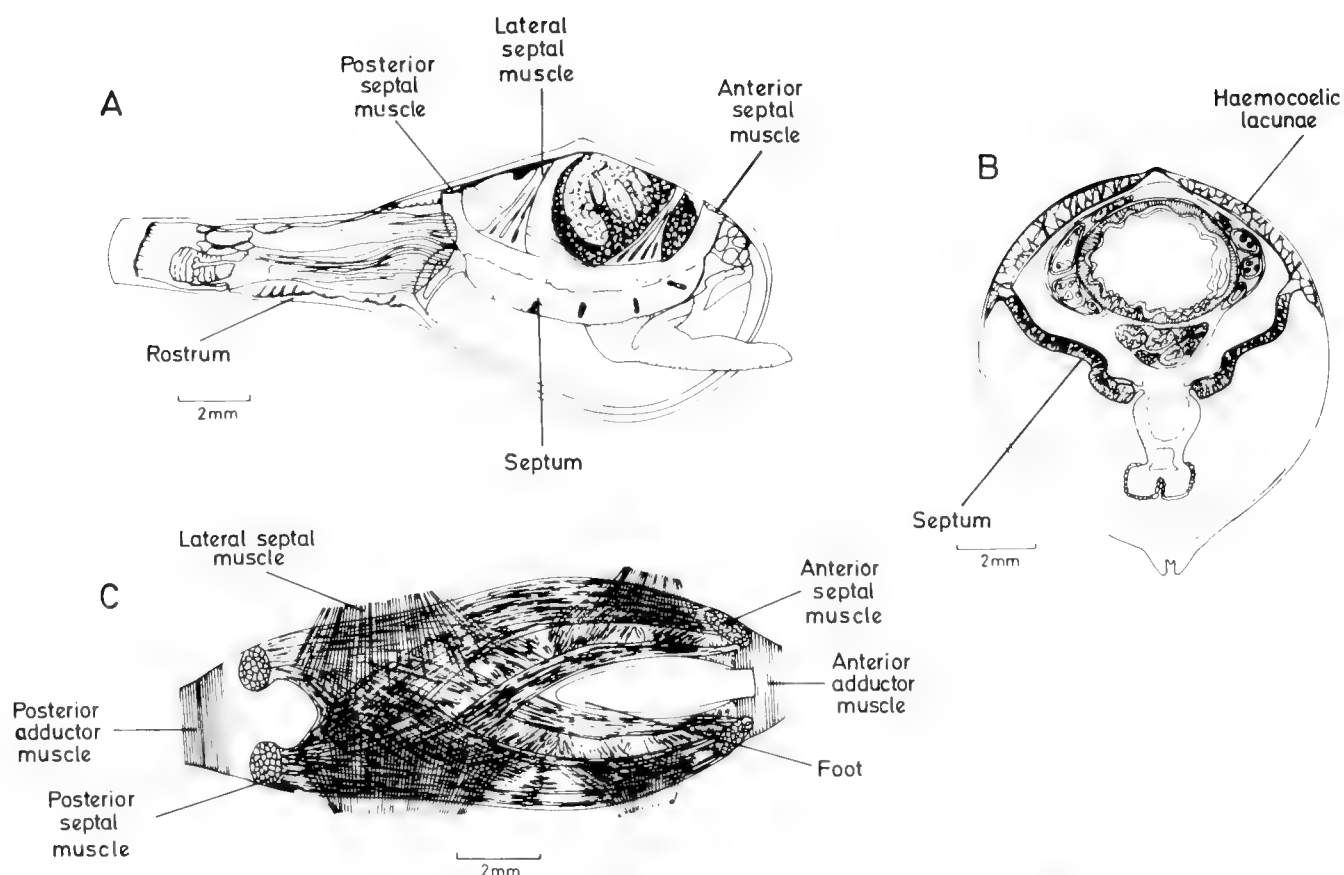 A
Posterior
septal
muscle
Lateral
septal
muscle
Anterior
septal
muscle
Rostrum
2mm
Septum
B
Haemocoelic
lacunae
Septum
2mm
C
Lateral septal
muscle
Anterior
septal
muscle
Anterior
adductor
muscle
Foot
Posterior
adductor
muscle
Posterior
septal
muscle
2mm